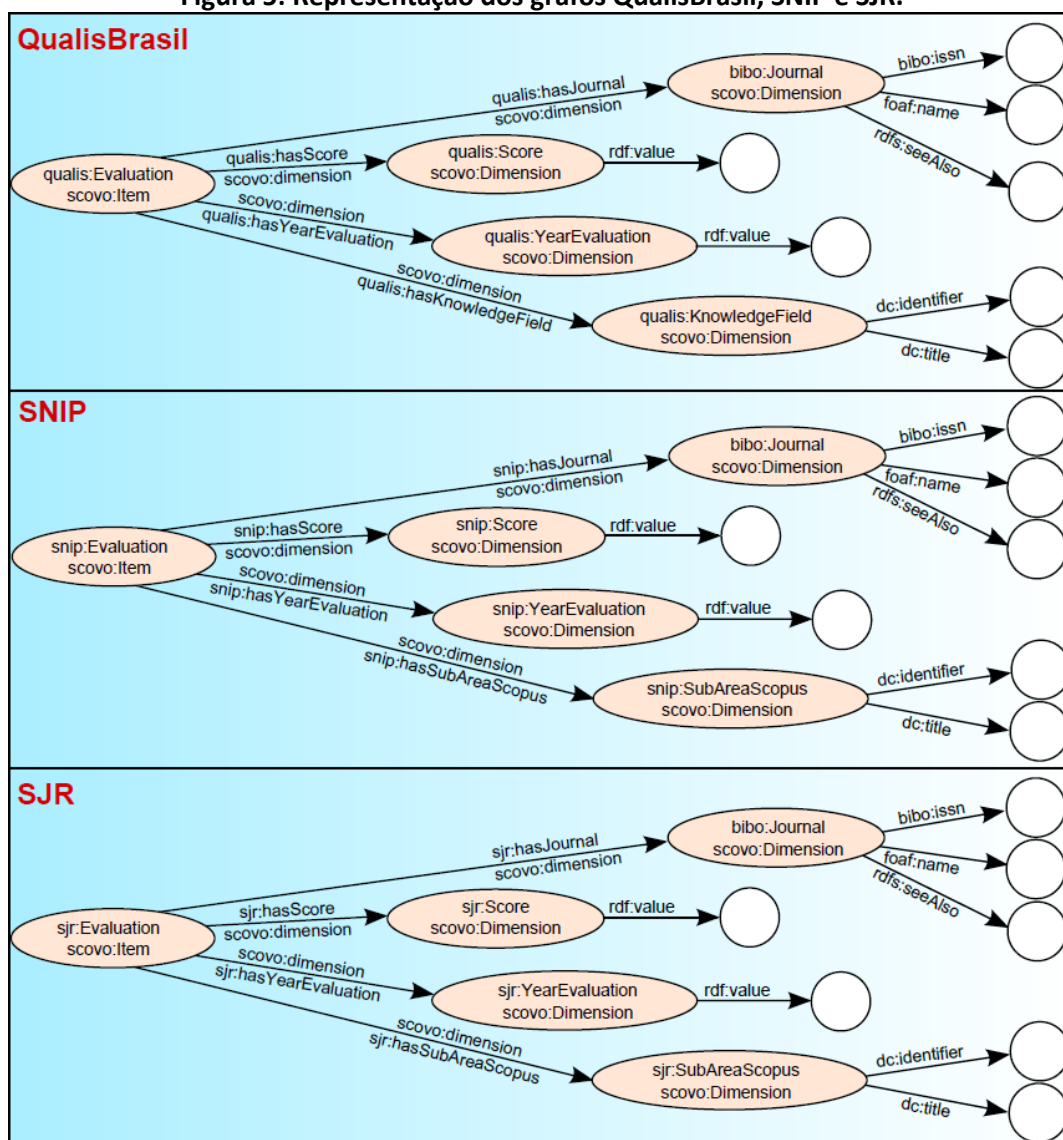 Figura 3: Representação dos grafos QualisBrasil, SNIP e SJR.
QualisBrasil
qualis:hasJournal
scovo:dimension
bibo:Journal
scovo:Dimension
bibo:issn
foaf:name
rdfs:seeAlso
qualis:Evaluation
scovo:Item
qualis:hasScore
scovo:dimension
qualis:Score
scovo:Dimension
rdf:value
scovo:dimension
qualis:hasYearEvaluation
qualis:YearEvaluation
scovo:Dimension
rdf:value
scovo:dimension
qualis:hasKnowledgeField
qualis:KnowledgeField
scovo:Dimension
dc:identifier
dc:title
SNIP
snip:hasJournal
scovo:dimension
bibo:Journal
scovo:Dimension
bibo:issn
foaf:name
rdfs:seeAlso
snip:Evaluation
scovo:Item
snip:hasScore
scovo:dimension
snip:Score
scovo:Dimension
rdf:value
scovo:dimension
snip:hasYearEvaluation
snip:YearEvaluation
scovo:Dimension
rdf:value
scovo:dimension
snip:hasSubAreaScopus
snip:SubAreaScopus
scovo:Dimension
dc:identifier
dc:title
SJR
sjr:hasJournal
scovo:dimension
bibo:Journal
scovo:Dimension
bibo:issn
foaf:name
rdfs:seeAlso
sjr:Evaluation
scovo:Item
sjr:hasScore
scovo:dimension
sjr:Score
scovo:Dimension
rdf:value
scovo:dimension
sjr:hasYearEvaluation
sjr:YearEvaluation
scovo:Dimension
rdf:value
scovo:dimension
sjr:hasSubAreaScopus
sjr:SubAreaScopus
scovo:Dimension
dc:identifier
dc:title